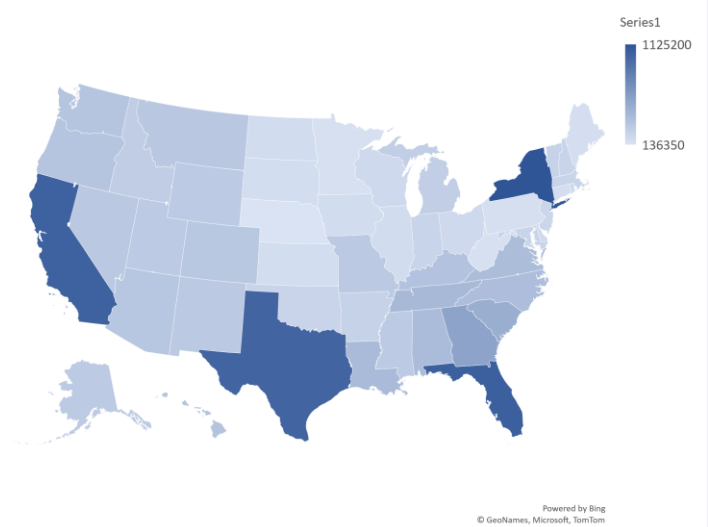 Series1
1125200
136350
Powered by Bing
© GeoNames, Microsoft, TomTom